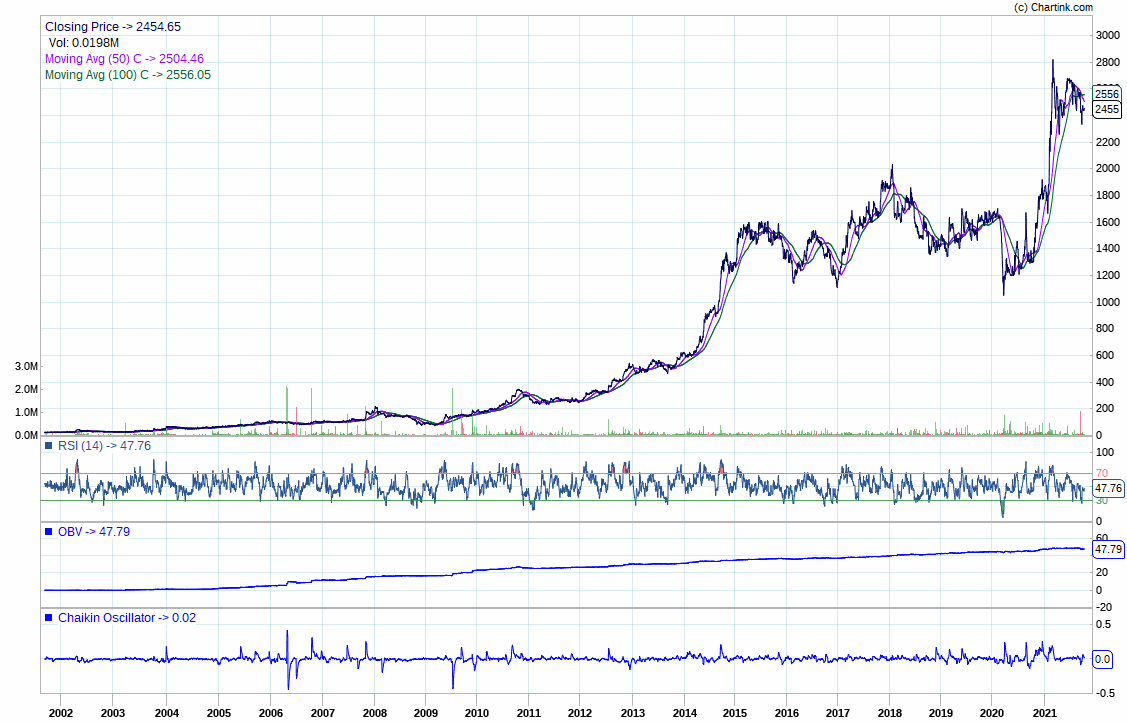 (c) Chartink.com
Closing Price -> 2454.65
Vol: 0.0198M
Moving Avg (50) C -> 2504.46
Moving Avg (100) C -> 2556.05
3000
2800
2556
2455
2200
2000
1800
1600
1400
1200
1000
800
600
400
200
0
3.0M
2.0M
1.0M
0.0M
RSI (14) -> 47.76
100
70
47.76
30
0
OBV -> 47.79
60
47.79
20
0
-20
Chaikin Oscillator -> 0.02
0.5
0.0
-0.5
2002 2003 2004 2005 2006 2007 2008 2009 2010 2011 2012 2013 2014 2015 2016 2017 2018 2019 2020 2021